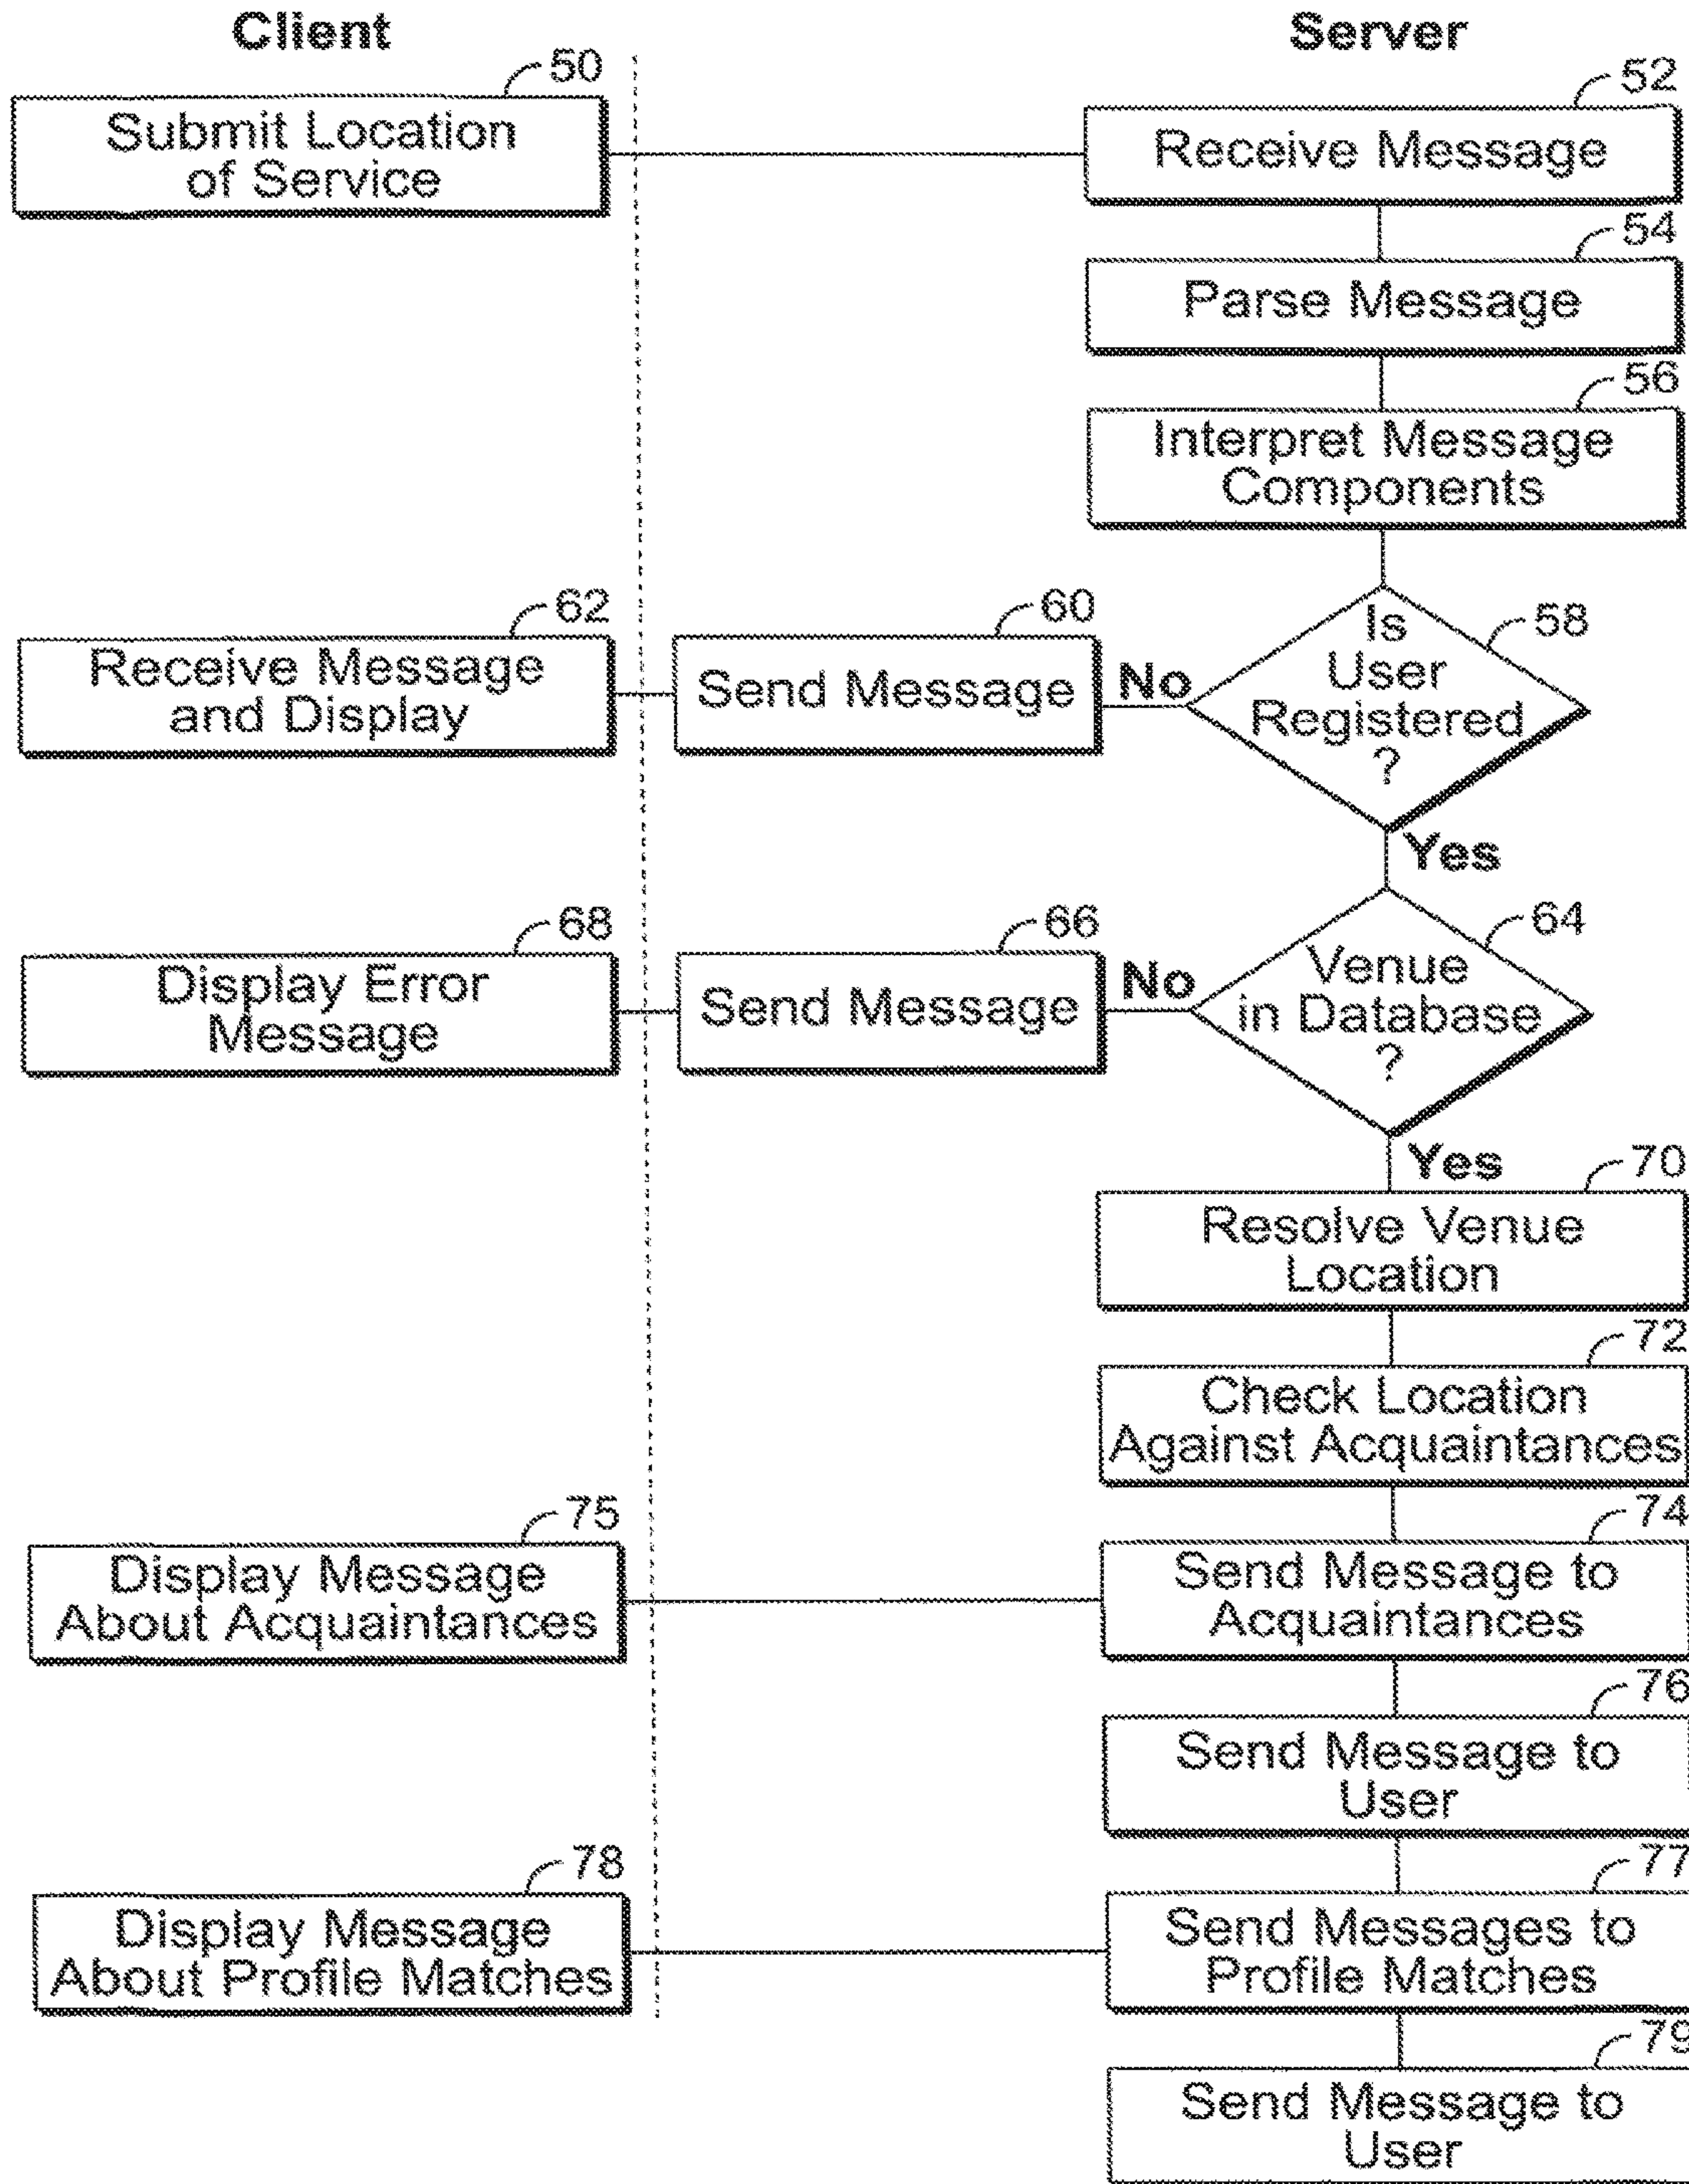 Client
Server
50
52
Submit Location
of Service
Receive Message
54
Parse Message
56
Interpret Message
Components
62
60
58
Receive Message
and Display
Send Message
No
Is
User
Registered
?
Yes
68
66
64
Display Error
Message
Send Message
No
Venue
in Database
?
Yes
70
Resolve Venue
Location
72
Check Location
Against Acquaintances
75
74
Display Message
About Acquaintances
Send Message to
Acquaintances
76
Send Message to
User
78
77
Display Message
About Profile Matches
Send Messages to
Profile Matches
79
Send Message to
User